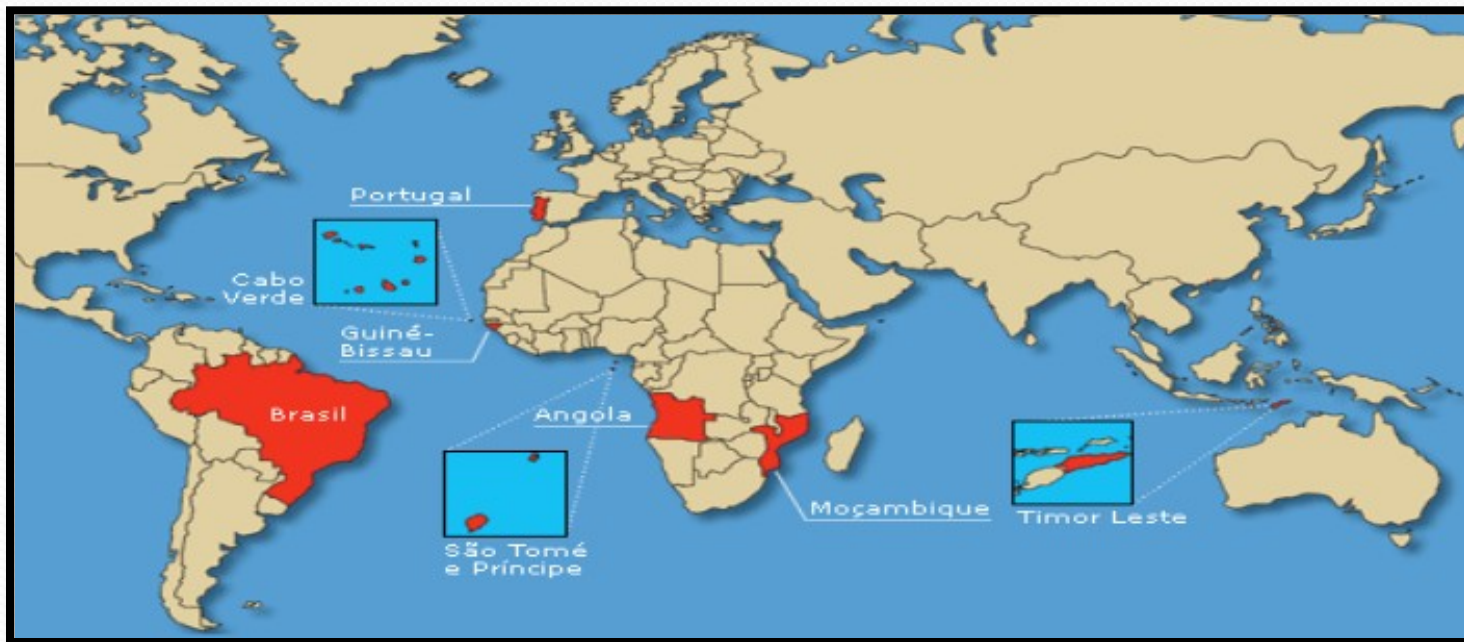 Portugal
Cabo
Verde
Guiné-
Bissau
Brasil
Angola
Moçambique
Timor Leste
São Tomé
e Príncipe